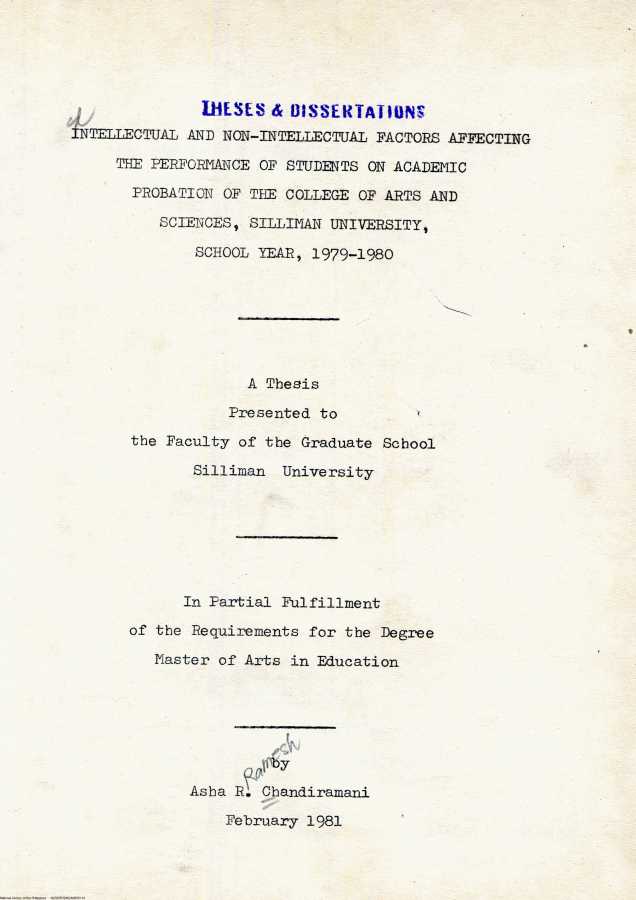 THESES & DISSERTATIONS
INTELLECTUAL AND NON-INTELLECTUAL FACTORS AFFECTING
THE PERFORMANCE OF STUDENTS ON ACADEMIC
PROBATION OF THE COLLEGE OF ARTS AND
SCIENCES, SILLIMAN UNIVERSITY,
SCHOOL YEAR, 1979-1980
A Thesis
Presented to
the Faculty of the Graduate School
Silliman University
In Partial Fulfillment
of the Requirements for the Degree
Master of Arts in Education
Ramesh
by
Asha R. Chandiramani
February 1981